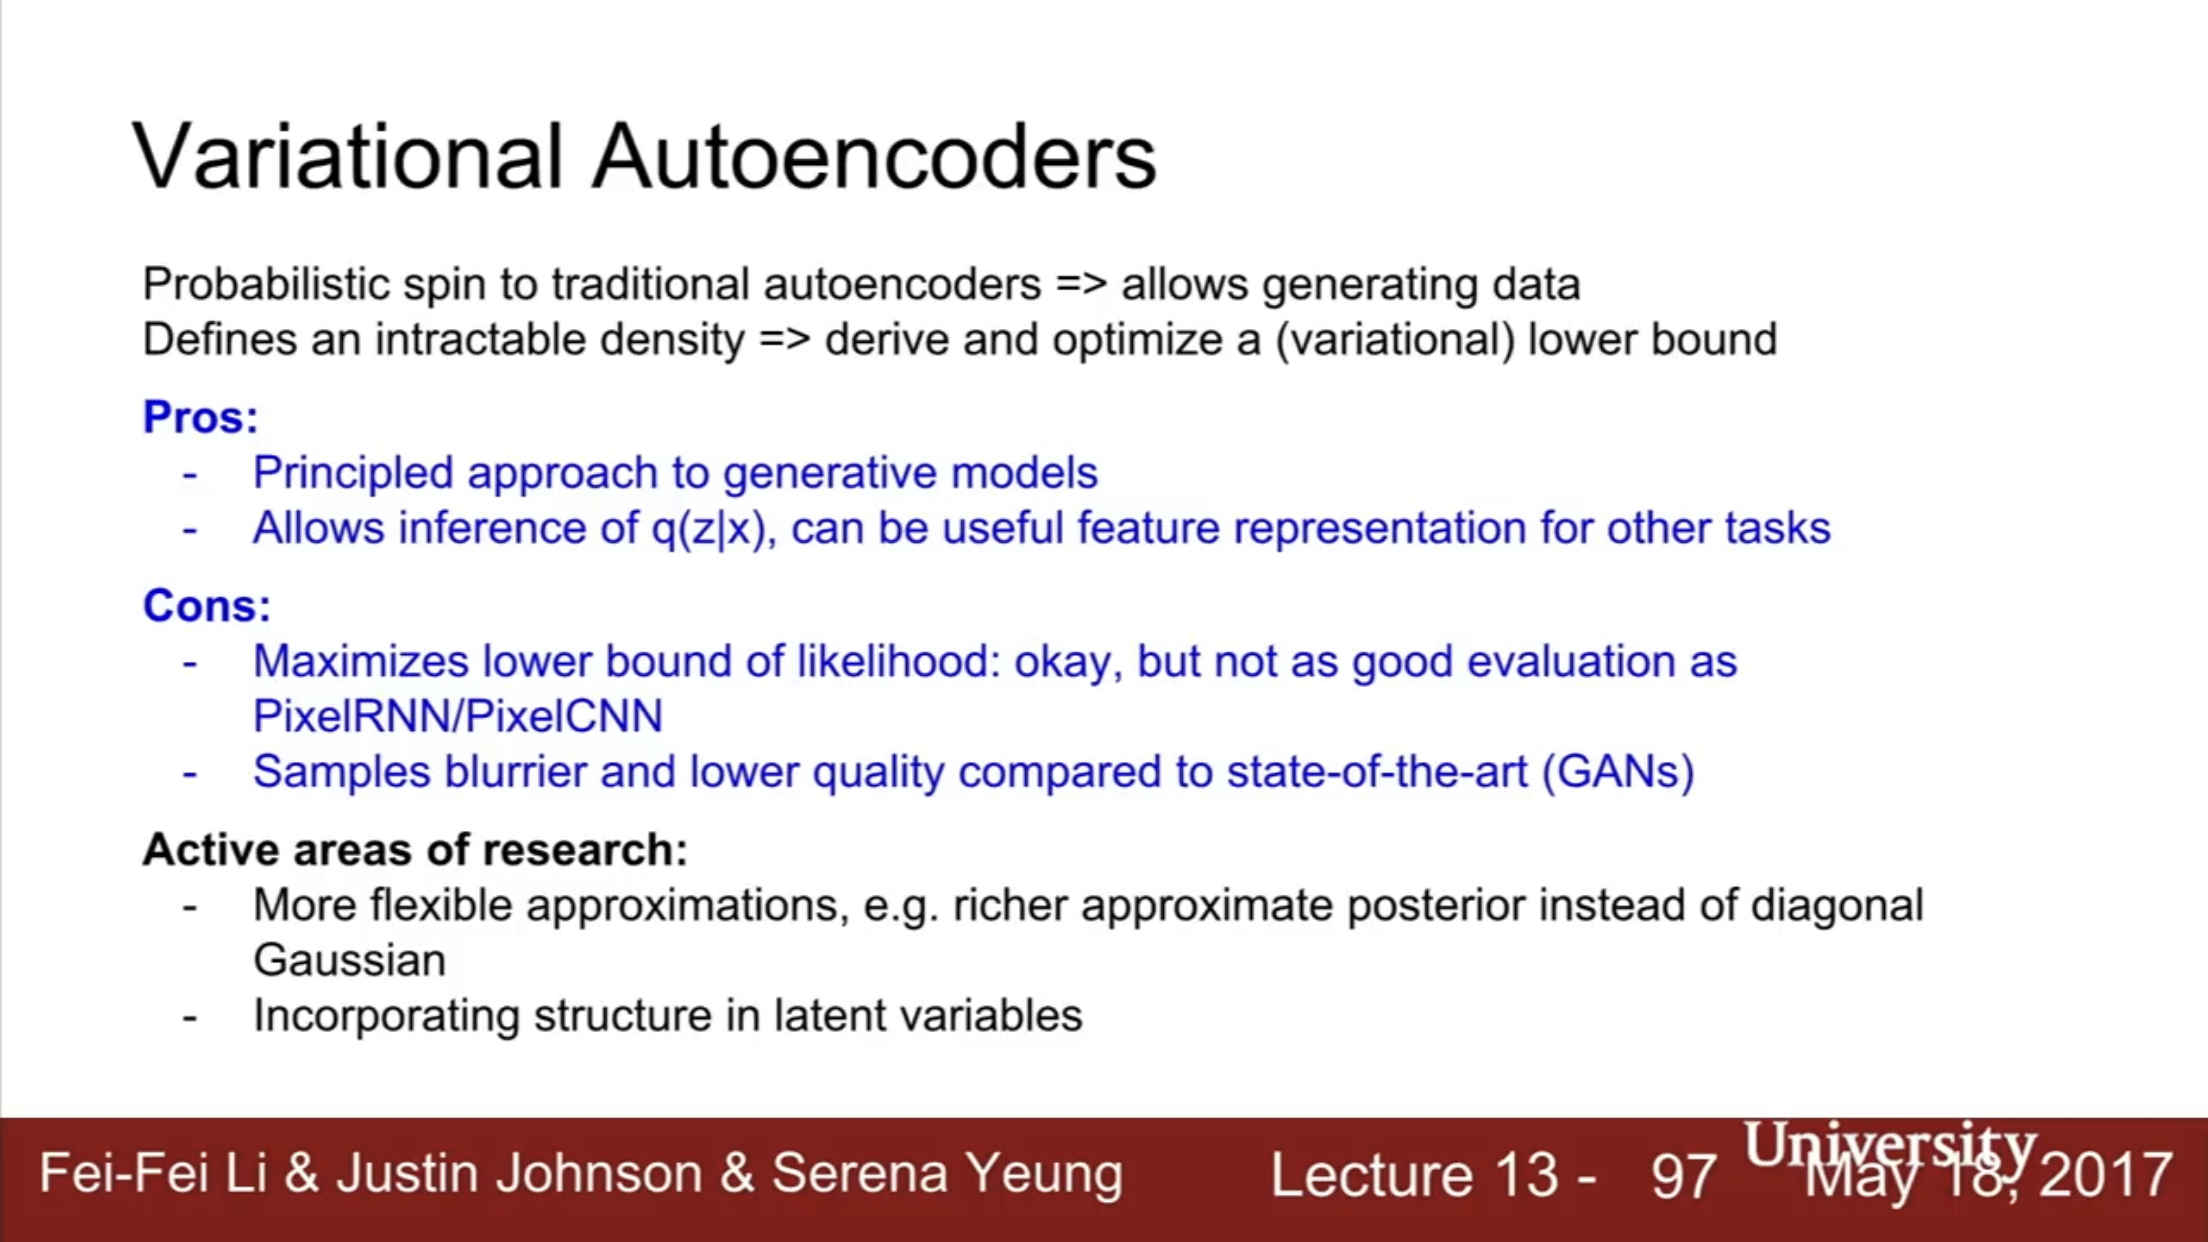 Variational Autoencoders
Probabilistic spin to traditional autoencoders => allows generating data
Defines an intractable density => derive and optimize a (variational) lower bound
Pros:
- Principled approach to generative models
- Allows inference of q(z|x), can be useful feature representation for other tasks
Cons:
- Maximizes lower bound of likelihood: okay, but not as good evaluation as
PixelRNN/PixelCNN
- Samples blurrier and lower quality compared to state-of-the-art (GANs)
Active areas of research:
- More flexible approximations, e.g. richer approximate posterior instead of diagonal
Gaussian
- Incorporating structure in latent variables
Fei-Fei Li & Justin Johnson & Serena Yeung Lecture 13 - 97 May 18, 2017
University